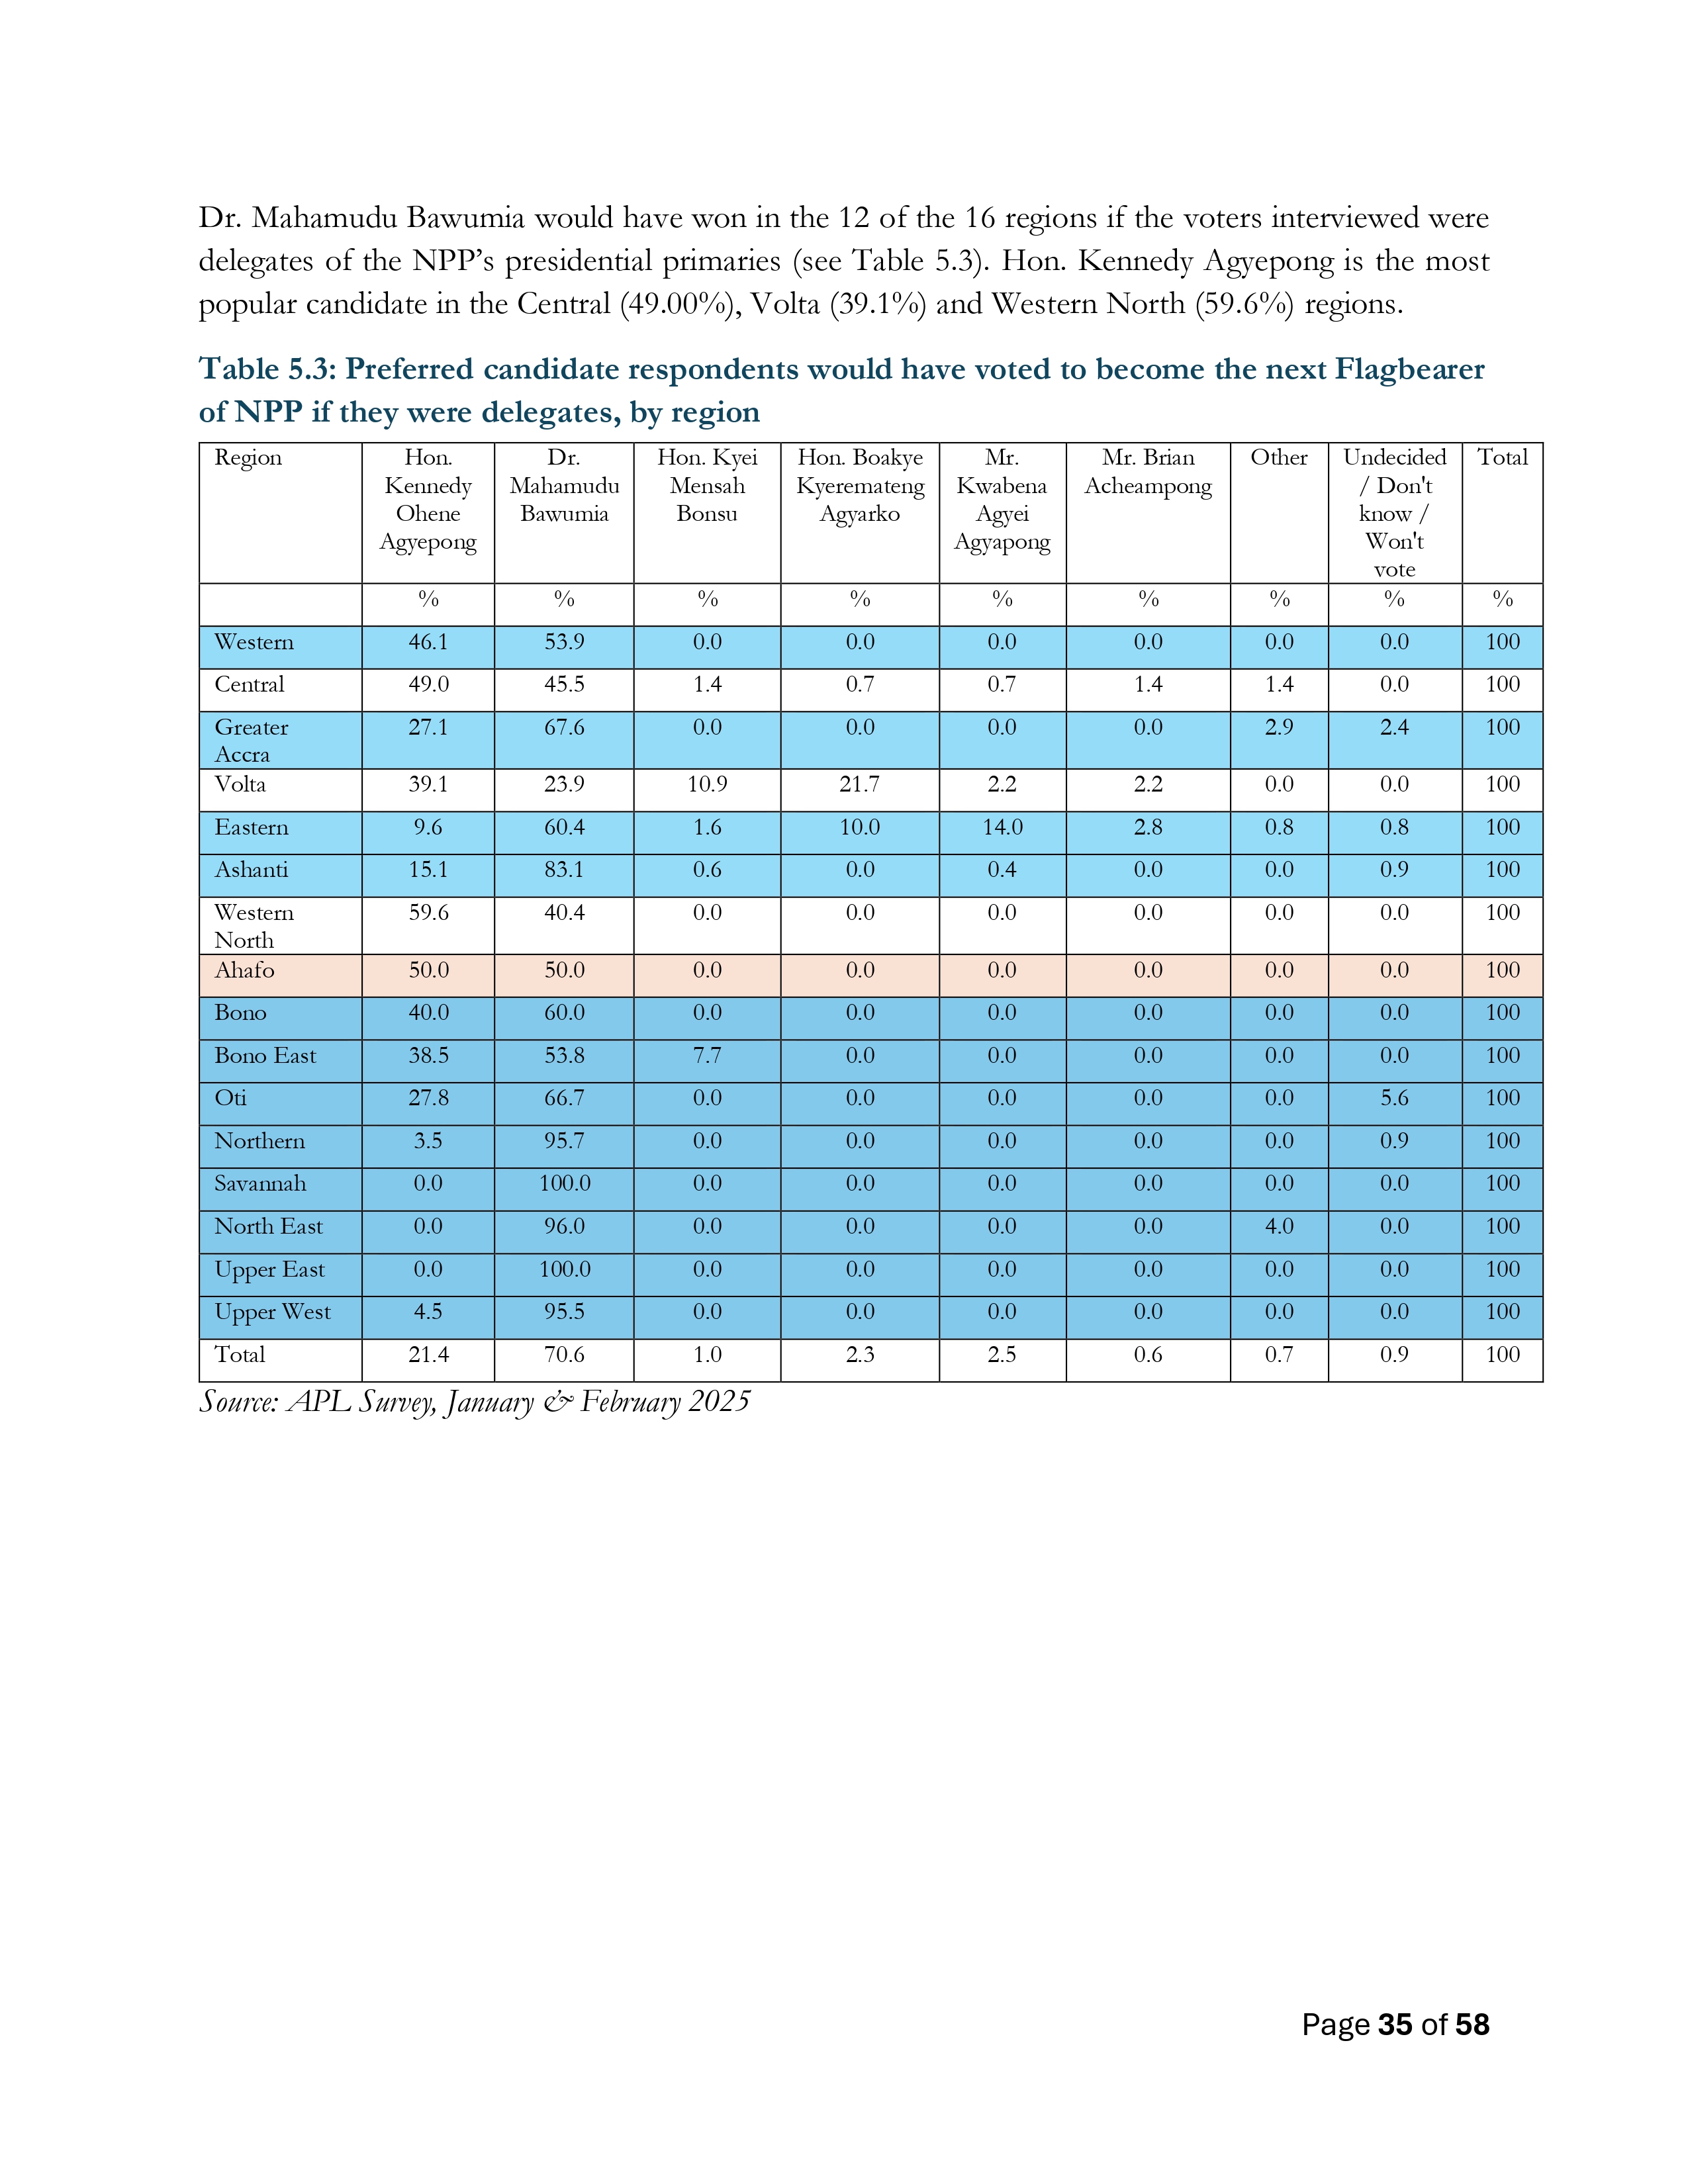 Dr. Mahamudu Bawumia would have won in the 12 of the 16 regions if the voters interviewed were
delegates of the NPP’s presidential primaries (see Table 5.3). Hon. Kennedy Agyepong is the most
popular candidate in the Central (49.00%), Volta (39.1%) and Western North (59.6%) regions.
Table 5.3: Preferred candidate respondents would have voted to become the next Flagbearer
of NPP if they were delegates, by region
Region Hon. Kennedy Ohene Agyepong Dr. Mahamudu Bawumia Hon. Kyei Mensah Bonsu Hon. Boakye Kyeremateng Agyarko Mr. Kwabena Agyei Agyapong Mr. Brian Acheampong Other Undecided / Don't know / Won't vote Total
% % % % % % % % %
Western 46.1 53.9 0.0 0.0 0.0 0.0 0.0 0.0 100
Central 49.0 45.5 1.4 0.7 0.7 1.4 1.4 0.0 100
Greater Accra 27.1 67.6 0.0 0.0 0.0 0.0 2.9 2.4 100
Volta 39.1 23.9 10.9 21.7 2.2 2.2 0.0 0.0 100
Eastern 9.6 60.4 1.6 10.0 14.0 2.8 0.8 0.8 100
Ashanti 15.1 83.1 0.6 0.0 0.4 0.0 0.0 0.9 100
Western North 59.6 40.4 0.0 0.0 0.0 0.0 0.0 0.0 100
Ahafo 50.0 50.0 0.0 0.0 0.0 0.0 0.0 0.0 100
Bono 40.0 60.0 0.0 0.0 0.0 0.0 0.0 0.0 100
Bono East 38.5 53.8 7.7 0.0 0.0 0.0 0.0 0.0 100
Oti 27.8 66.7 0.0 0.0 0.0 0.0 0.0 5.6 100
Northern 3.5 95.7 0.0 0.0 0.0 0.0 0.0 0.9 100
Savannah 0.0 100.0 0.0 0.0 0.0 0.0 0.0 0.0 100
North East 0.0 96.0 0.0 0.0 0.0 0.0 4.0 0.0 100
Upper East 0.0 100.0 0.0 0.0 0.0 0.0 0.0 0.0 100
Upper West 4.5 95.5 0.0 0.0 0.0 0.0 0.0 0.0 100
Total 21.4 70.6 1.0 2.3 2.5 0.6 0.7 0.9 100
Source: APL Survey, January & February 2025
Page 35 of 58